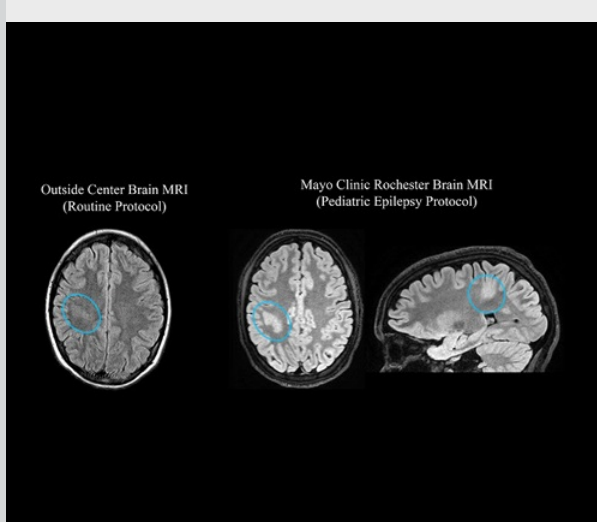 Outside Center Brain MRI
(Routine Protocol)
Mayo Clinic Rochester Brain MRI
(Pediatric Epilepsy Protocol)